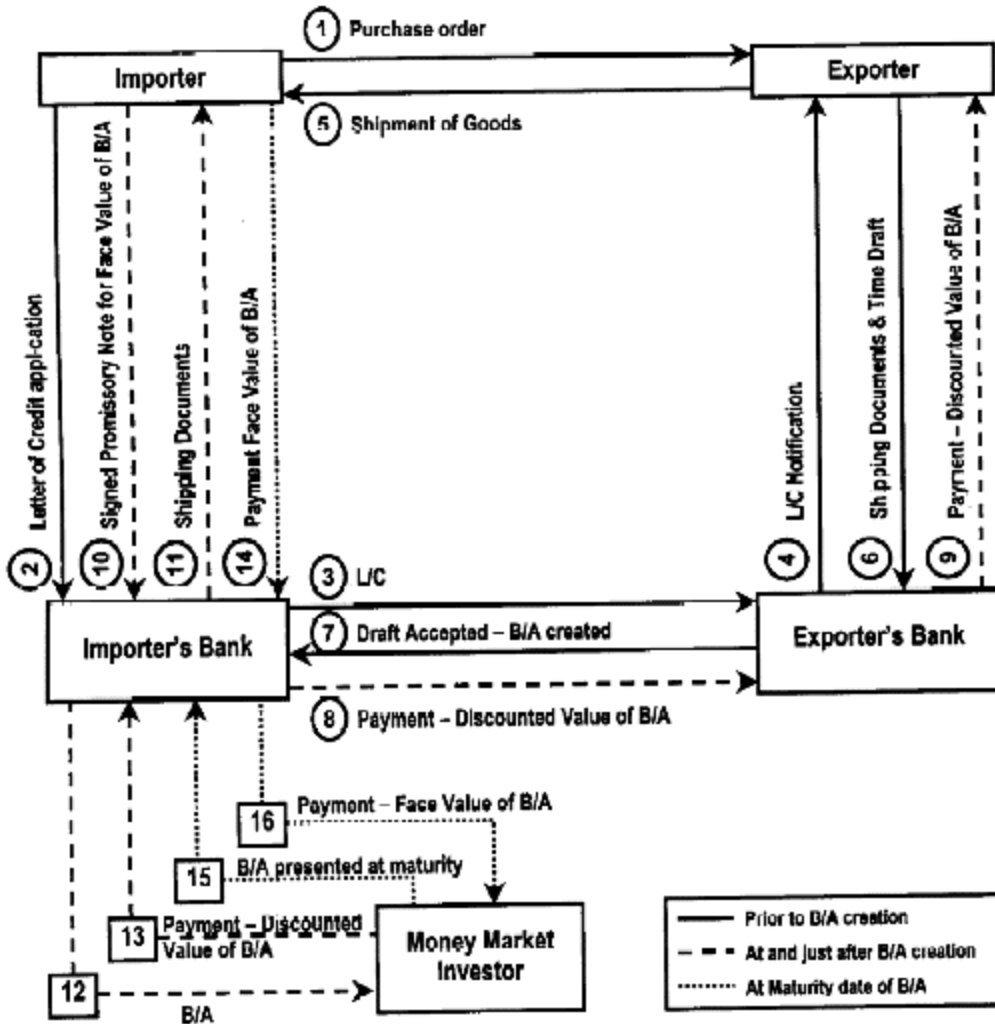 1 Purchase order
Importer
Exporter
5 Shipment of Goods
2 Letter of Credit appl-cation
10 Signed Promissory Note for Face Value of B/A
11 Shipping Documents
14 Payment Face Value of B/A
4 L/C Notification
6 Shipping Documents & Time Draft
9 Payment – Discounted Value of B/A
3 L/C
7 Draft Accepted – B/A created
Importer's Bank
Exporter's Bank
8 Payment – Discounted Value of B/A
16 Payment – Face Value of B/A
15 B/A presented at maturity
13 Payment – Discounted
Value of B/A
Money Market
Investor
12
B/A
Prior to B/A creation
At and just after B/A creation
At Maturity date of B/A